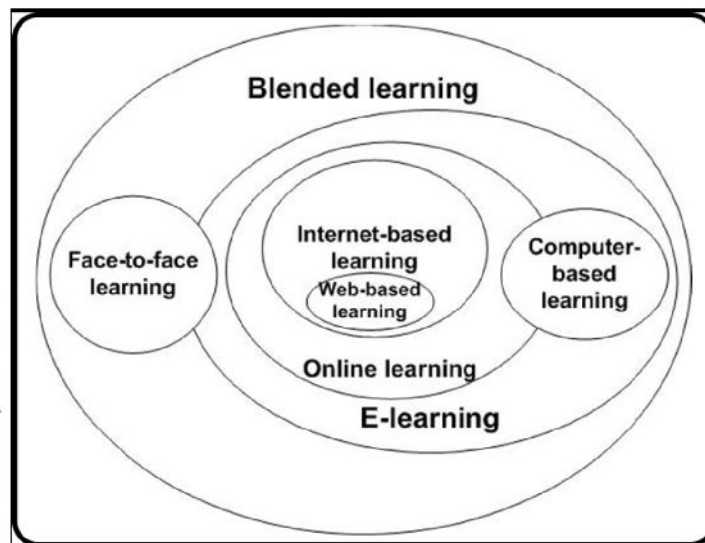 Blended learning
Face-to-face
learning
Internet-based
learning
Web-based
learning
Computer-
based
learning
Online learning
E-learning